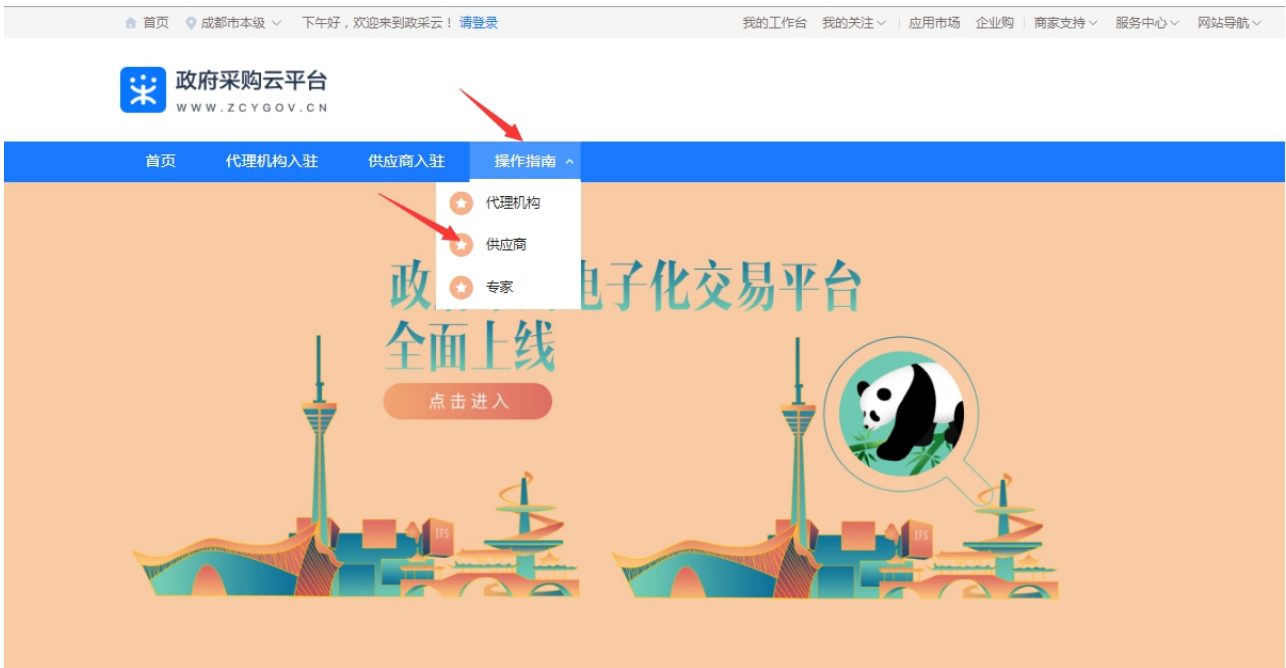 首页 成都市本级 下午好，欢迎来到政采云！请登录 我的工作台 我的关注 应用市场 企业购 商家支持 服务中心 网站导航
政府采购云平台
WWW.ZCYGOV.CN
首页 代理机构入驻 供应商入驻 操作指南
代理机构
供应商
专家
政 电子化交易平台
全面上线
点击进入
IFS
IFS